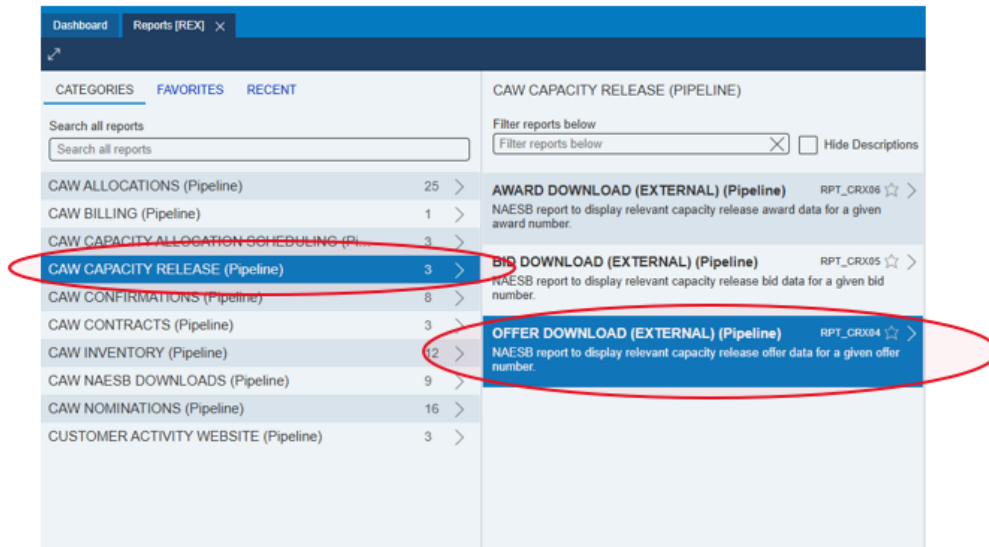 Dashboard Reports [REX]
CATEGORIES FAVORITES RECENT
Search all reports
Search all reports
CAW ALLOCATIONS (Pipeline) 25
CAW BILLING (Pipeline) 1
CAW CAPACITY ALLOCATION SCHEDULING (Pi... 3
CAW CAPACITY RELEASE (Pipeline) 3
CAW CONFIRMATIONS (Pipeline) 8
CAW CONTRACTS (Pipeline) 3
CAW INVENTORY (Pipeline) 12
CAW NAESB DOWNLOADS (Pipeline) 9
CAW NOMINATIONS (Pipeline) 16
CUSTOMER ACTIVITY WEBSITE (Pipeline) 3
CAW CAPACITY RELEASE (PIPELINE)
Filter reports below
Filter reports below Hide Descriptions
AWARD DOWNLOAD (EXTERNAL) (Pipeline) RPT_CRX06
NAESB report to display relevant capacity release award data for a given
award number.
BID DOWNLOAD (EXTERNAL) (Pipeline) RPT_CRX05
NAESB report to display relevant capacity release bid data for a given bid
number.
OFFER DOWNLOAD (EXTERNAL) (Pipeline) RPT_CRX04
NAESB report to display relevant capacity release offer data for a given offer
number.